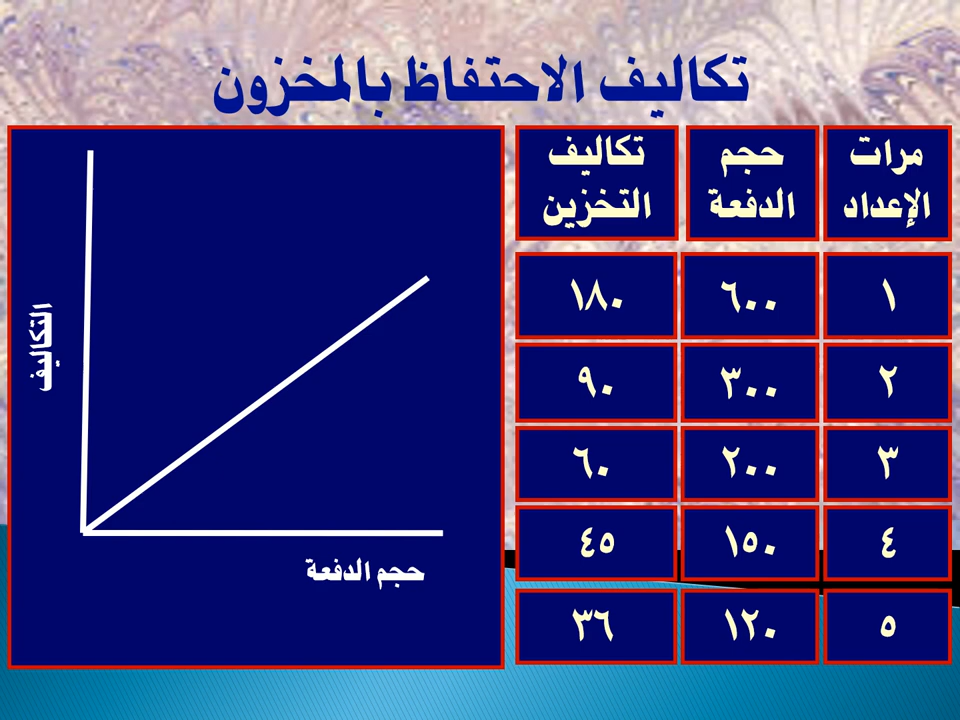 تكاليف الاحتفاظ بالمخزون
مرات الإعداد	حجم الدفعة	تكاليف التخزين
١	٦٠٠	١٨٠
٢	٣٠٠	٩٠
٣	٢٠٠	٦٠
٤	١٥٠	٤٥
٥	١٢٠	٣٦
التكاليف
حجم الدفعة